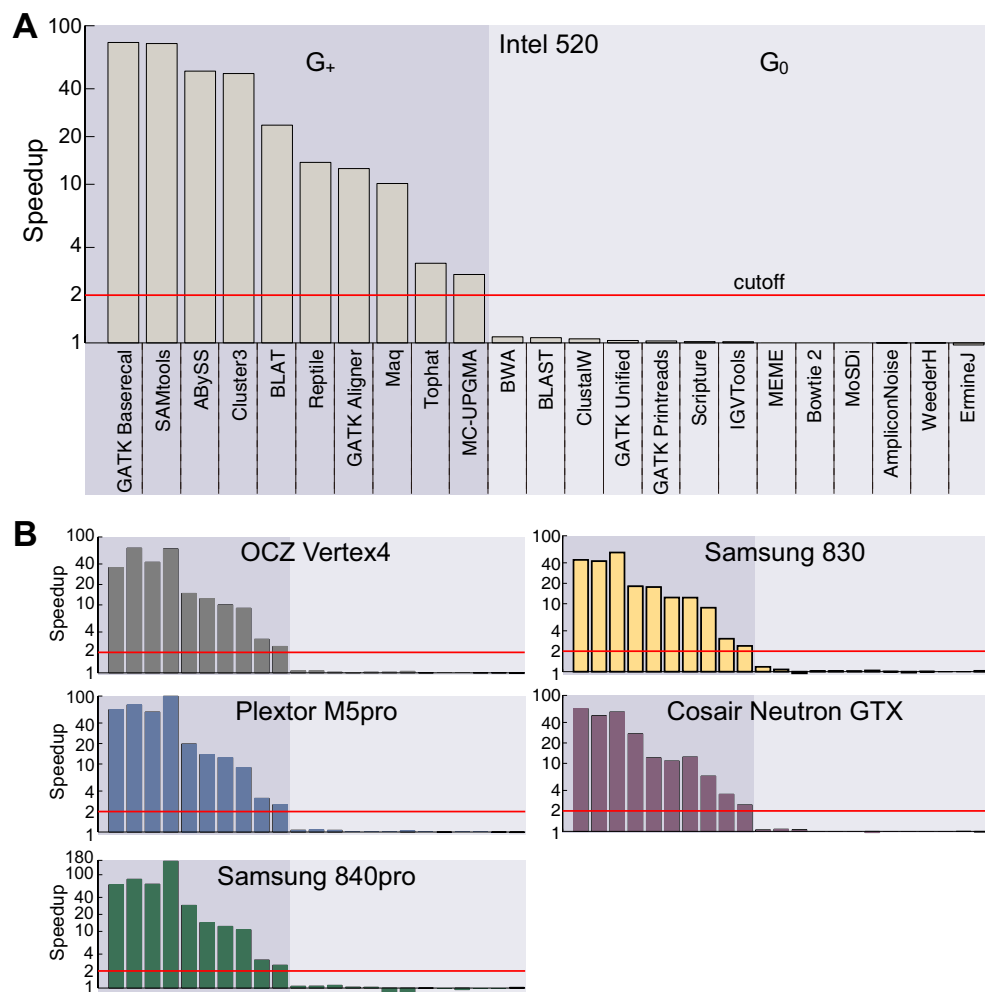 A
Intel 520
G+
G0
Speedup
100
40
20
10
4
2
1
cutoff
GATK Baserecal
SAMtools
ABySS
Cluster3
BLAT
Reptile
GATK Aligner
Maq
Tophat
MC-UPGMA
BWA
BLAST
ClustalW
GATK Unified
GATK Printreads
Scripture
IGVTools
MEME
Bowtie 2
MoSDi
AmpliconNoise
WeederH
ErmineJ
B
OCZ Vertex4
Speedup
100
40
20
10
4
2
1
Samsung 830
100
40
20
10
4
2
1
Plextor M5pro
Speedup
100
40
20
10
4
2
1
Cosair Neutron GTX
100
40
20
10
4
2
1
Samsung 840pro
Speedup
180
100
40
20
10
4
2
1